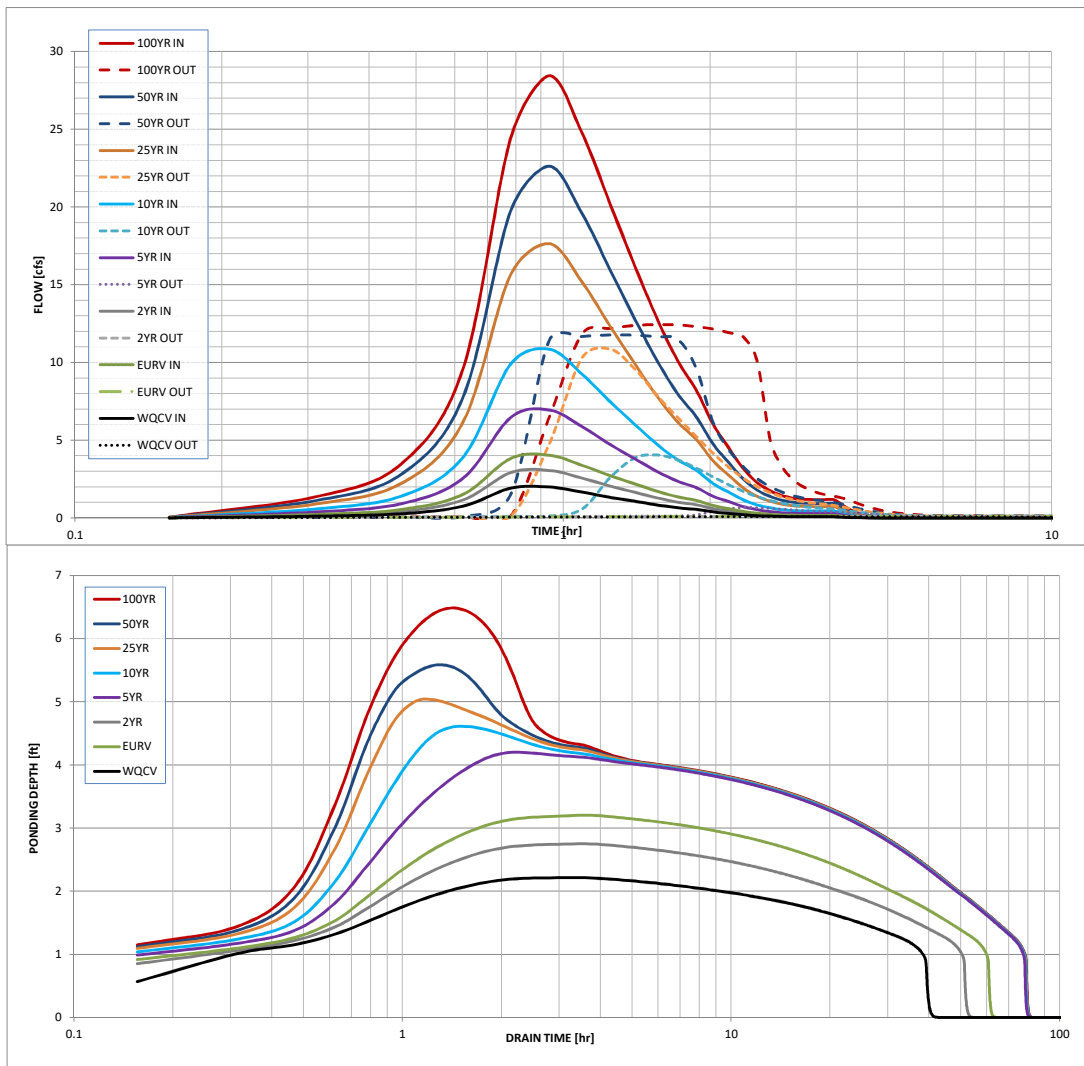 100YR IN
100YR OUT
50YR IN
50YR OUT
25YR IN
25YR OUT
10YR IN
10YR OUT
5YR IN
5YR OUT
2YR IN
2YR OUT
EURV IN
EURV OUT
WQCV IN
WQCV OUT
FLOW [cfs]
30
25
20
15
10
5
0
0.1
1
10
TIME [hr]
100YR
50YR
25YR
10YR
5YR
2YR
EURV
WQCV
PONDING DEPTH [ft]
7
6
5
4
3
2
1
0
0.1
1
10
100
DRAIN TIME [hr]